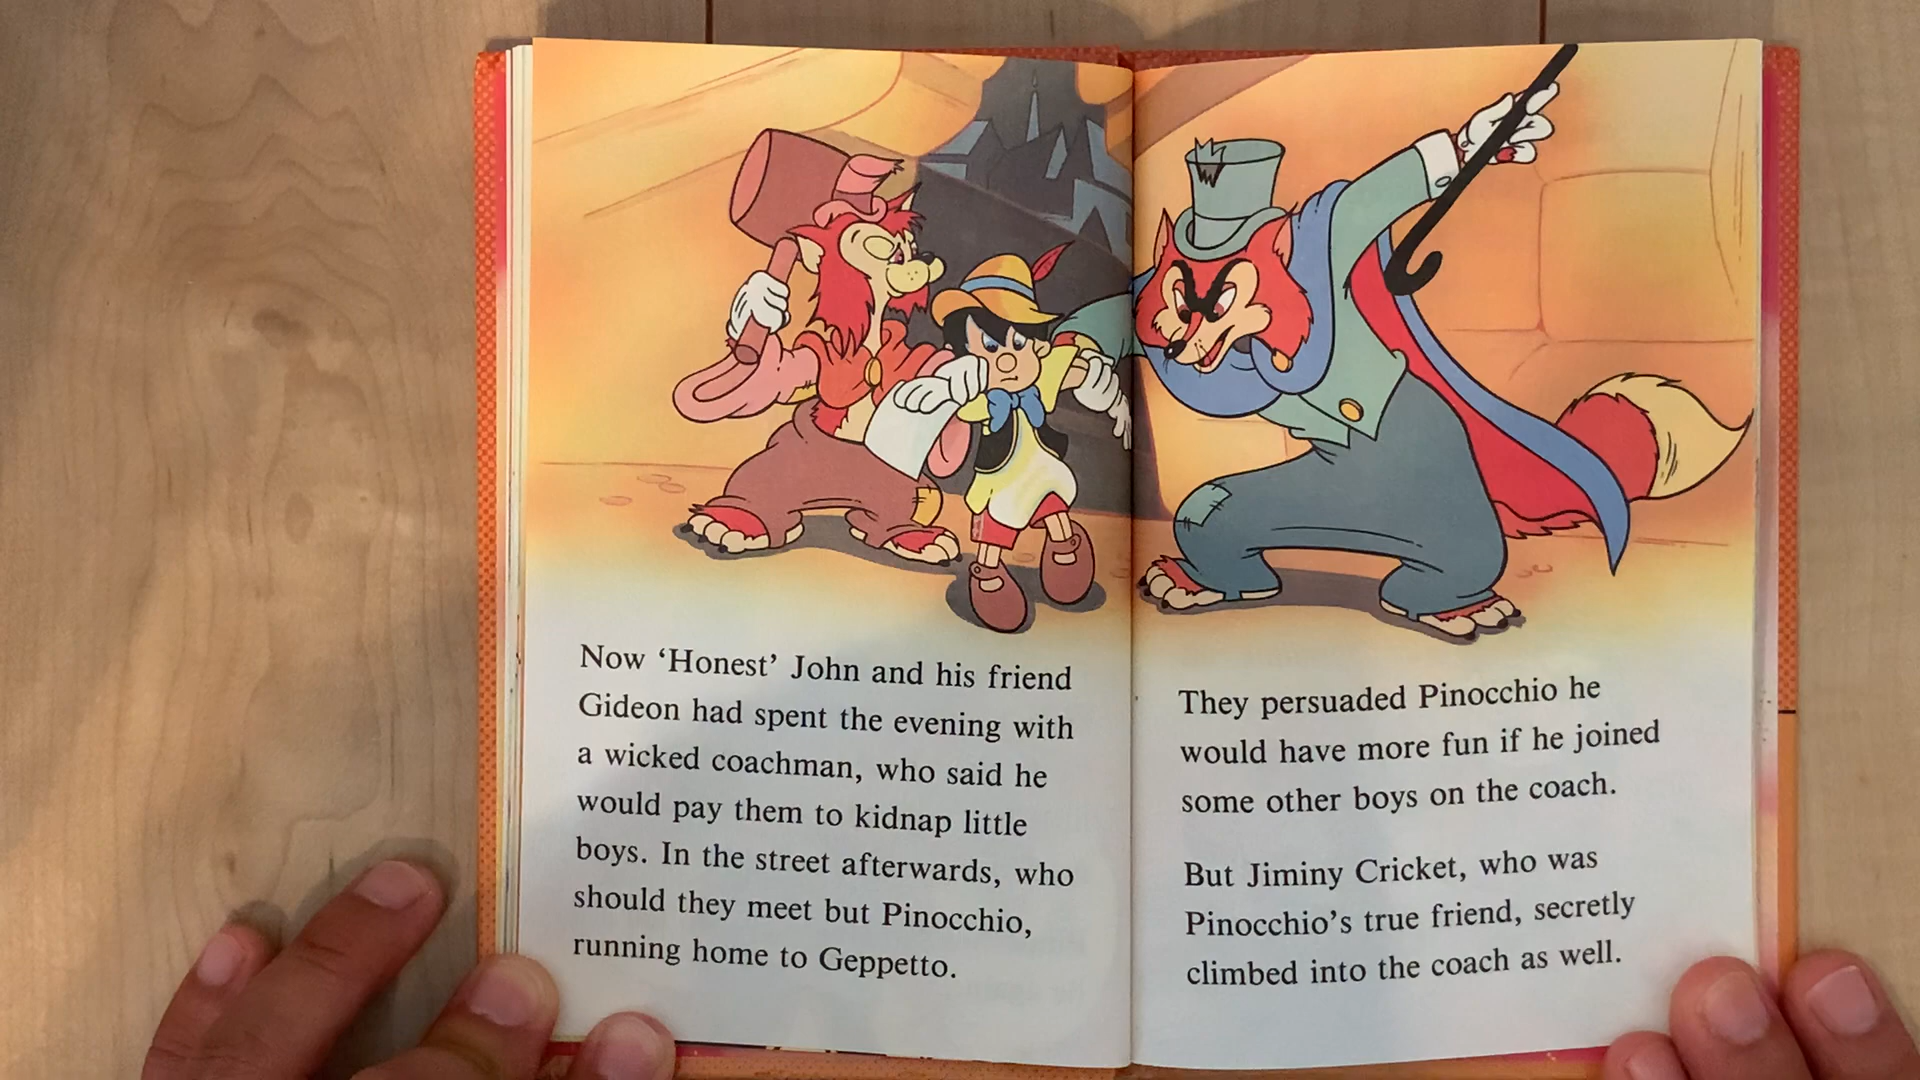 Now ‘Honest’ John and his friend
Gideon had spent the evening with
a wicked coachman, who said he
would pay them to kidnap little
boys. In the street afterwards, who
should they meet but Pinocchio,
running home to Geppetto.
They persuaded Pinocchio he
would have more fun if he joined
some other boys on the coach.
But Jiminy Cricket, who was
Pinocchio’s true friend, secretly
climbed into the coach as well.